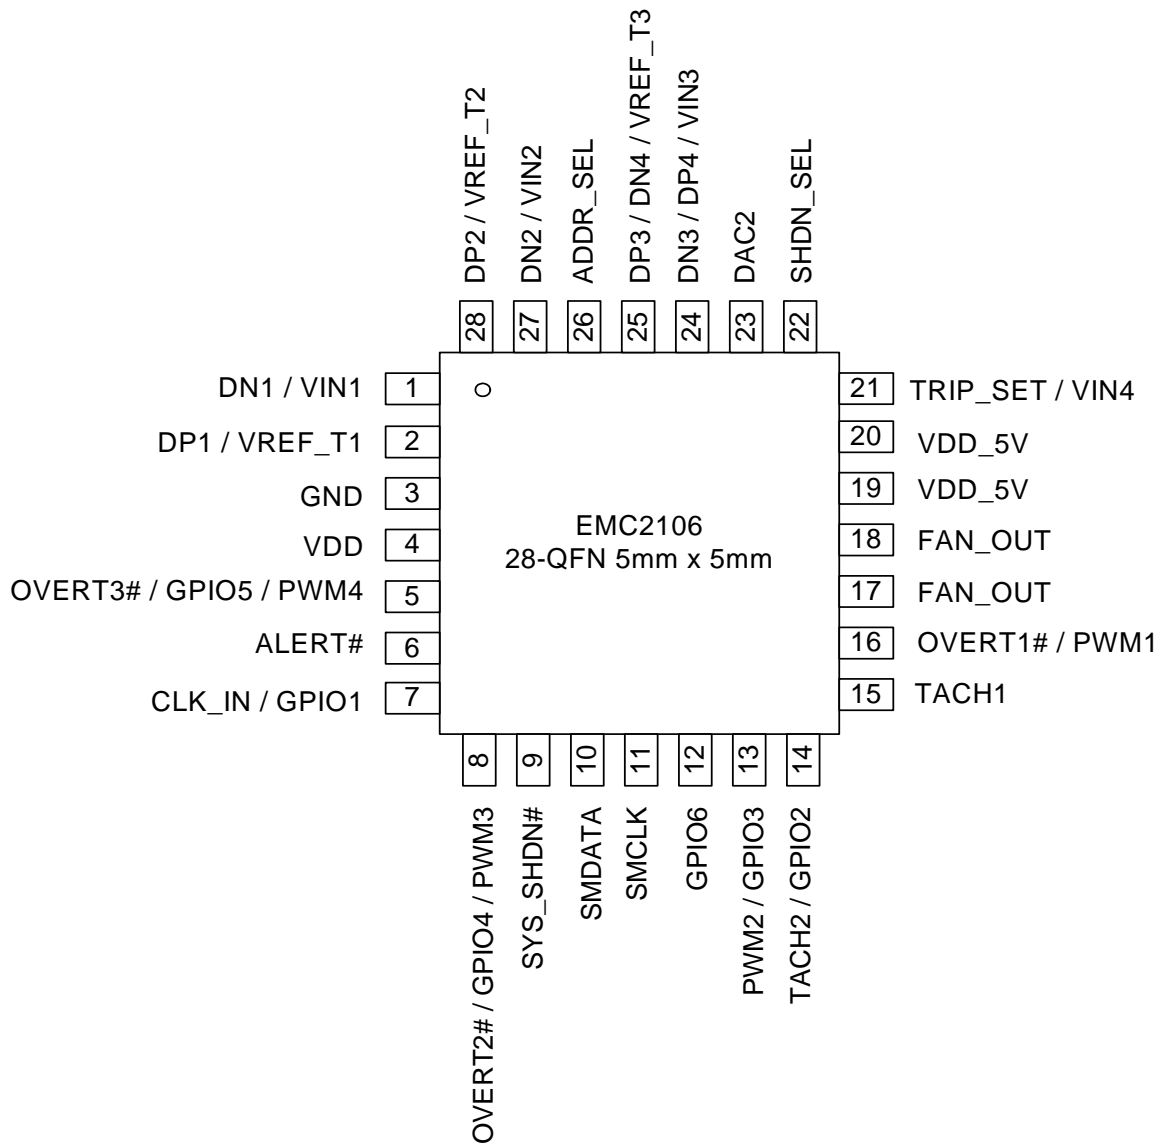 DP2 / VREF_T2
DN2 / VIN2
ADDR_SEL
DP3 / DN4 / VREF_T3
DN3 / DP4 / VIN3
DAC2
SHDN_SEL
28
27
26
25
24
23
22
DN1 / VIN1
1
DP1 / VREF_T1
2
GND
3
VDD
4
OVERT3# / GPIO5 / PWM4
5
ALERT#
6
CLK_IN / GPIO1
7
EMC2106
28-QFN 5mm x 5mm
21
TRIP_SET / VIN4
20
VDD_5V
19
VDD_5V
18
FAN_OUT
17
FAN_OUT
16
OVERT1# / PWM1
15
TACH1
8
9
10
11
12
13
14
OVERT2# / GPIO4 / PWM3
SYS_SHDN#
SMDATA
SMCLK
GPIO6
PWM2 / GPIO3
TACH2 / GPIO2